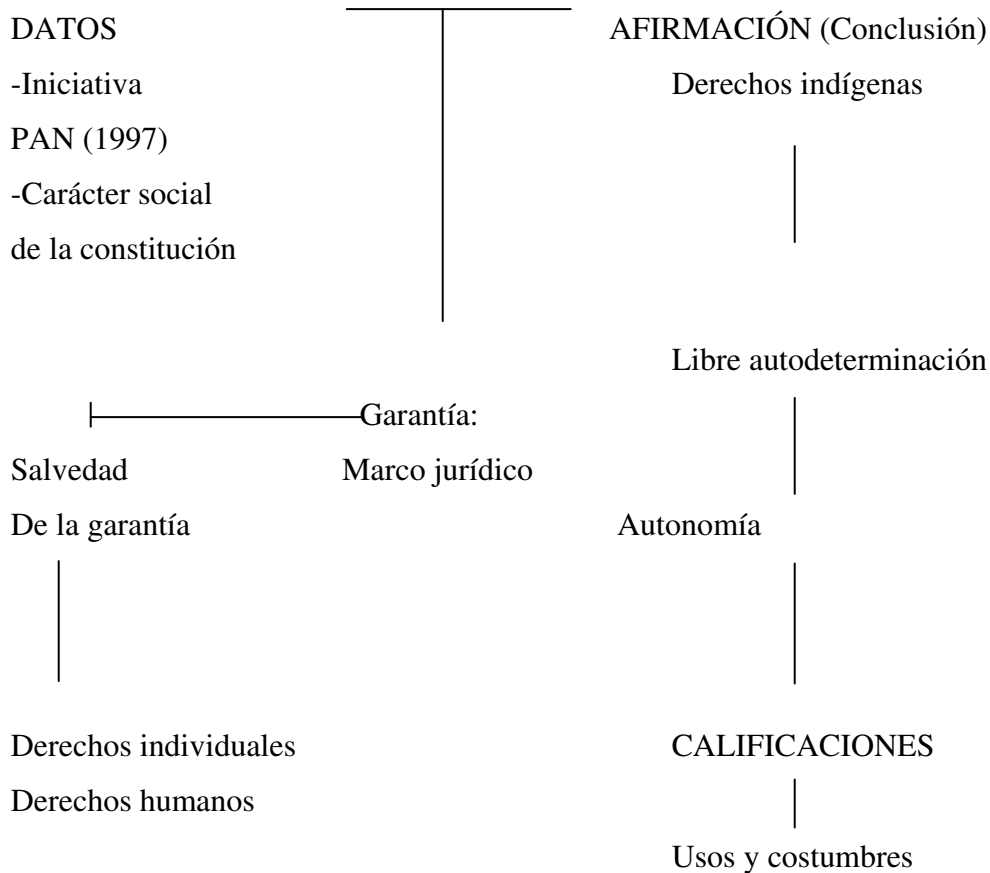 DATOS
AFIRMACIÓN (Conclusión)
-Iniciativa
Derechos indígenas
PAN (1997)
-Carácter social
de la constitución
Libre autodeterminación
Garantía:
Salvedad
Marco jurídico
De la garantía
Autonomía
Derechos individuales
CALIFICACIONES
Derechos humanos
Usos y costumbres